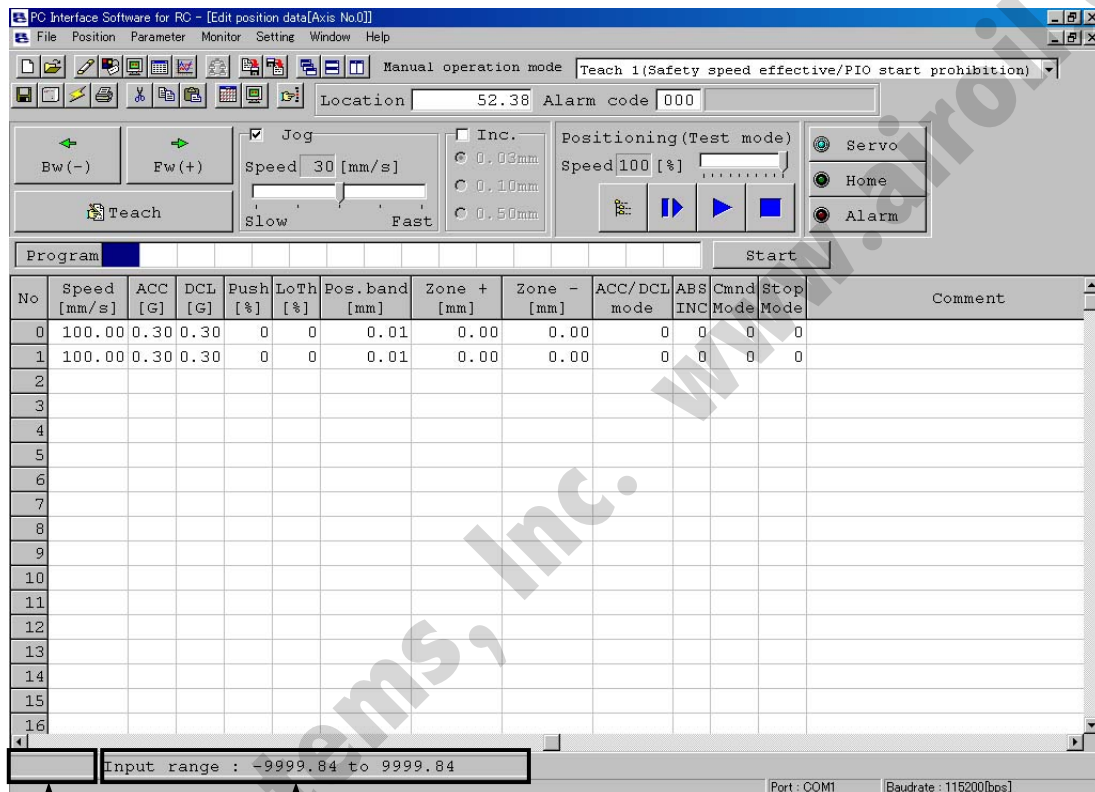 PC Interface Software for RC - [Edit position data[Axis No.0]]
File Position Parameter Monitor Setting Window Help
Manual operation mode Teach 1(Safety speed effective/PIO start prohibition)
Location 52.38 Alarm code 000
Bw(-) Fw(+)
Teach
Jog
Speed 30 [mm/s]
Slow Fast
Inc.
0.03mm
0.10mm
0.50mm
Positioning(Test mode)
Speed 100 [%]
Servo
Home
Alarm
Program Start
No Speed [mm/s] ACC [G] DCL [G] Push [%] LoTh [%] Pos.band [mm] Zone + [mm] Zone - [mm] ACC/DCL mode ABS INC Cmnd Mode Stop Mode Comment
0 100.00 0.30 0.30 0 0 0.01 0.00 0.00 0 0 0 0
1 100.00 0.30 0.30 0 0 0.01 0.00 0.00 0 0 0 0
2
3
4
5
6
7
8
9
10
11
12
13
14
15
16
Input range : -9999.84 to 9999.84
Port : COM1 Baudrate : 115200[bps]
tems, Inc. www.airoil